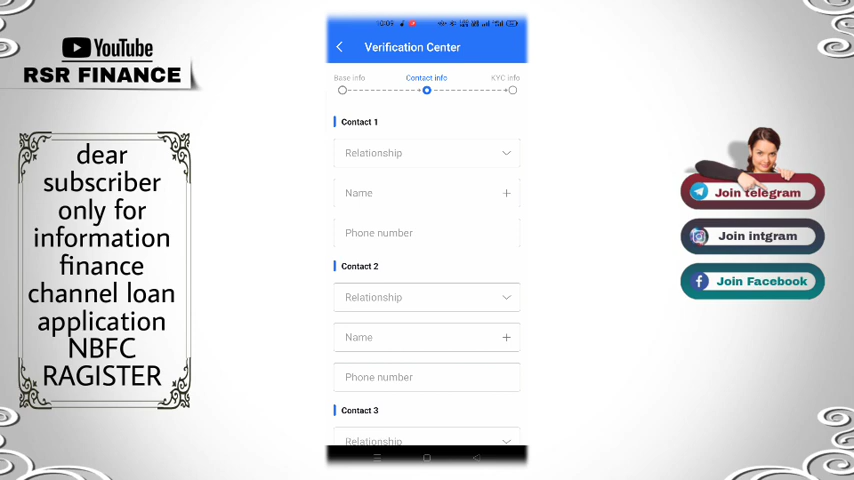 YouTube
RSR FINANCE
dear
subscriber
only for
information
finance
channel loan
application
NBFC
RAGISTER
10:09
Verification Center
Base info
Contact info
KYC info
Contact 1
Relationship
Name
Phone number
Contact 2
Relationship
Name
Phone number
Contact 3
Relationship
Join telegram
Join intgram
Join Facebook